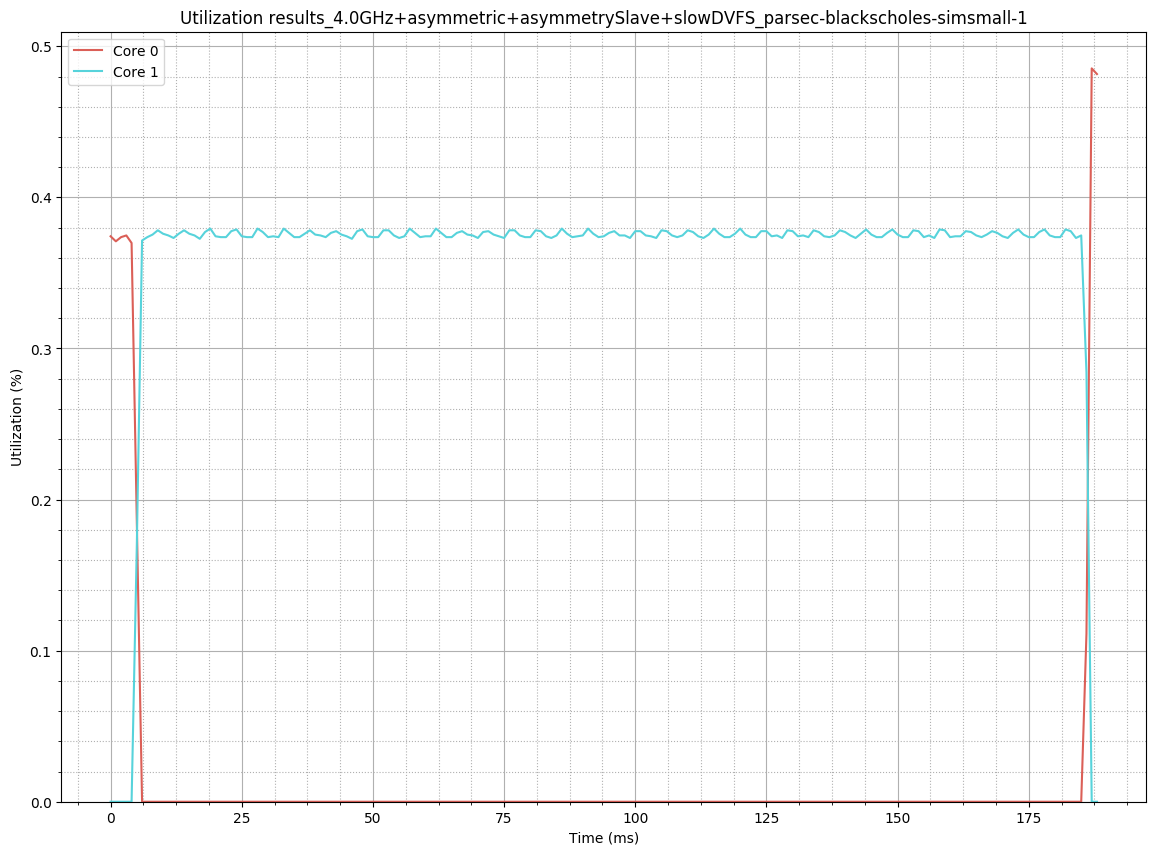 Utilization results_4.0GHz+asymmetric+asymmetrySlave+slowDVFS_parsec-blackscholes-simsmall-1
Core 0
Core 1
Utilization (%)
0.5
0.4
0.3
0.2
0.1
0.0
0 25 50 75 100 125 150 175
Time (ms)